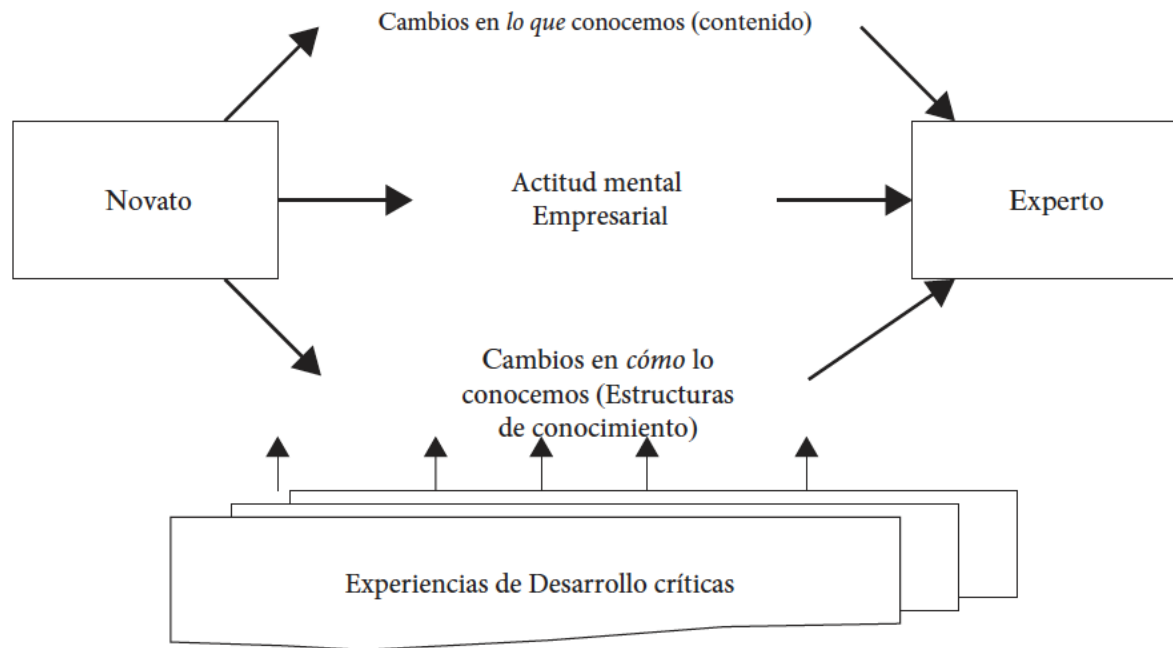 Cambios en lo que conocemos (contenido)
Novato
Actitud mental
Empresarial
Experto
Cambios en cómo lo
conocemos (Estructuras
de conocimiento)
Experiencias de Desarrollo críticas